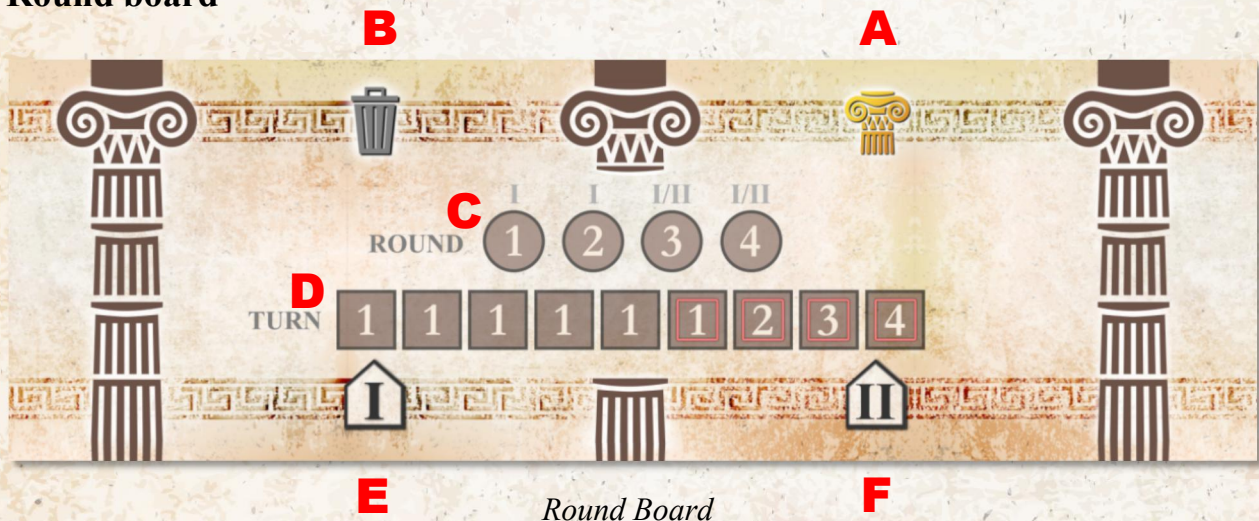 Round board
B A
I I I/II I/II
C ROUND 1 2 3 4
D TURN 1 1 1 1 1 1 2 3 4
I II
E F
Round Board